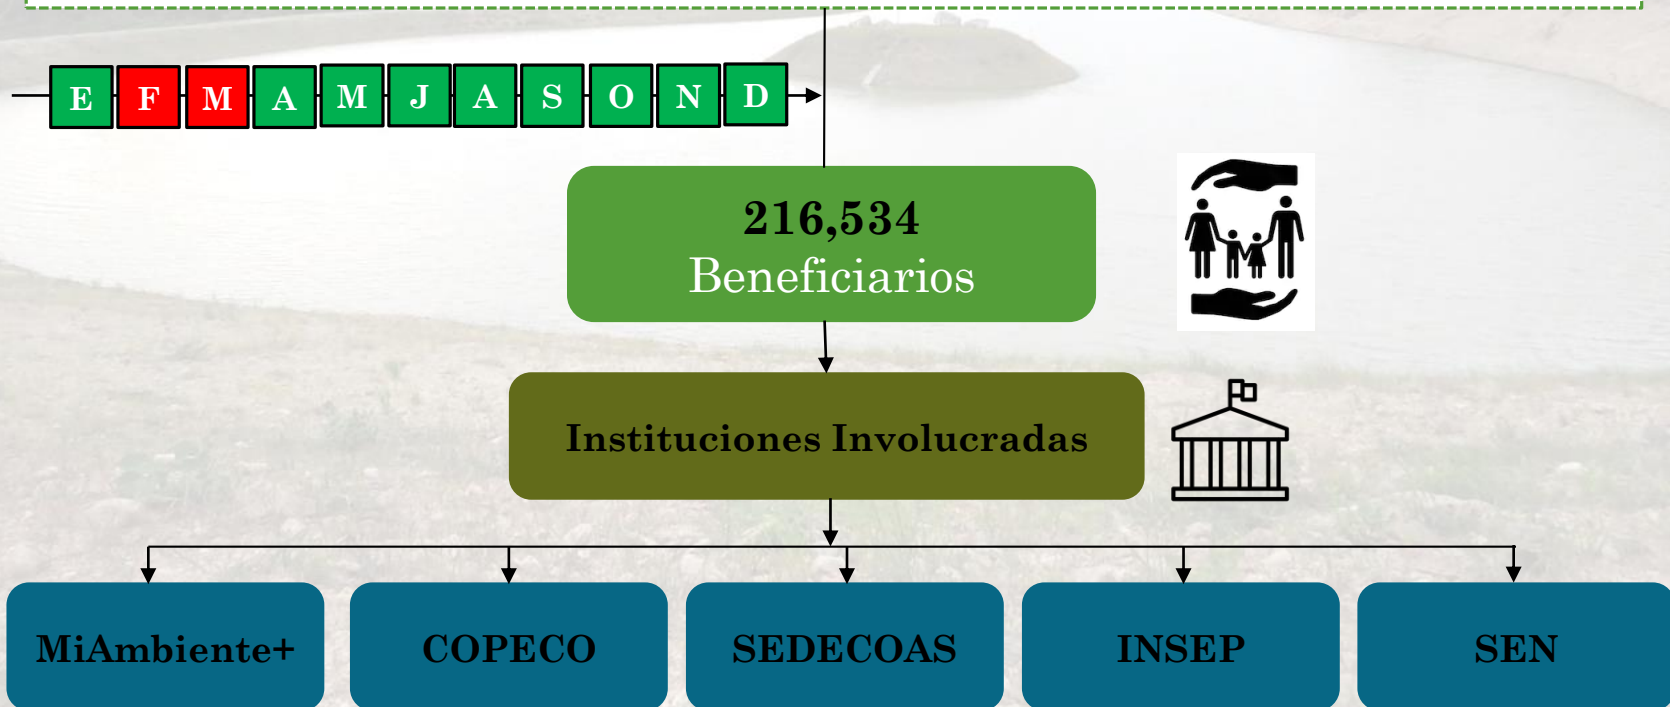 E F M A M J A S O N D
216,534
Beneficiarios
Instituciones Involucradas
MiAmbiente+ COPECO SEDECOAS INSEP SEN